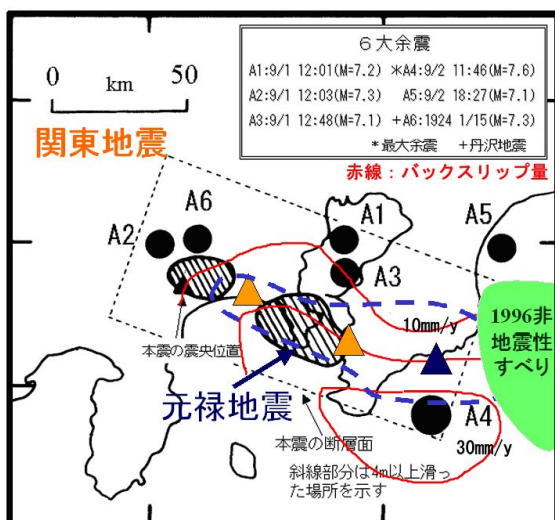 6大余震
A1:9/1 12:01(M=7.2) *A4:9/2 11:46(M=7.6)
A2:9/1 12:03(M=7.3) A5:9/2 18:27(M=7.1)
A3:9/1 12:48(M=7.1) +A6:1924 1/15(M=7.3)
*最大余震 +丹沢地震
0 km 50
関東地震
赤線：バックスリップ量
A2
A6
A1
A5
A3
10mm/y
1996非
地震性
すべり
本震の震央位置
元禄地震
A4
本震の断層面
30mm/y
斜線部分は4m以上滑っ
た場所を示す